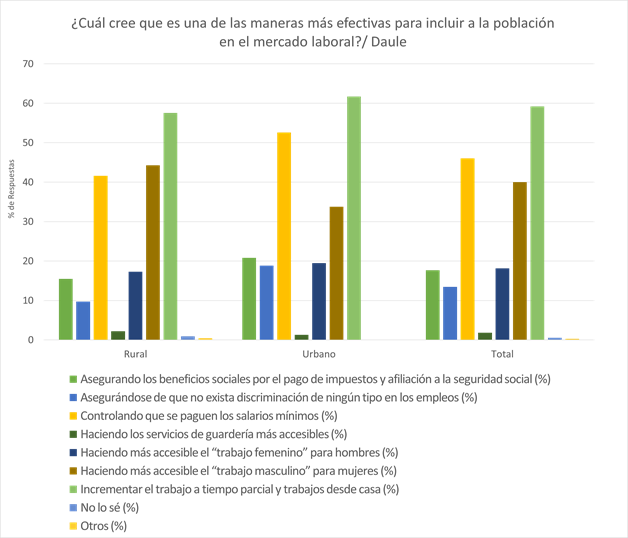 ¿Cuál cree que es una de las maneras más efectivas para incluir a la población
en el mercado laboral?/ Daule
70
60
50
40
30
20
10
0
% de Respuestas
Rural
Urbano
Total
Asegurando los beneficios sociales por el pago de impuestos y afiliación a la seguridad social (%)
Asegurándose de que no exista discriminación de ningún tipo en los empleos (%)
Controlando que se paguen los salarios mínimos (%)
Haciendo los servicios de guardería más accesibles (%)
Haciendo más accesible el “trabajo femenino” para hombres (%)
Haciendo más accesible el “trabajo masculino” para mujeres (%)
Incrementar el trabajo a tiempo parcial y trabajos desde casa (%)
No lo sé (%)
Otros (%)